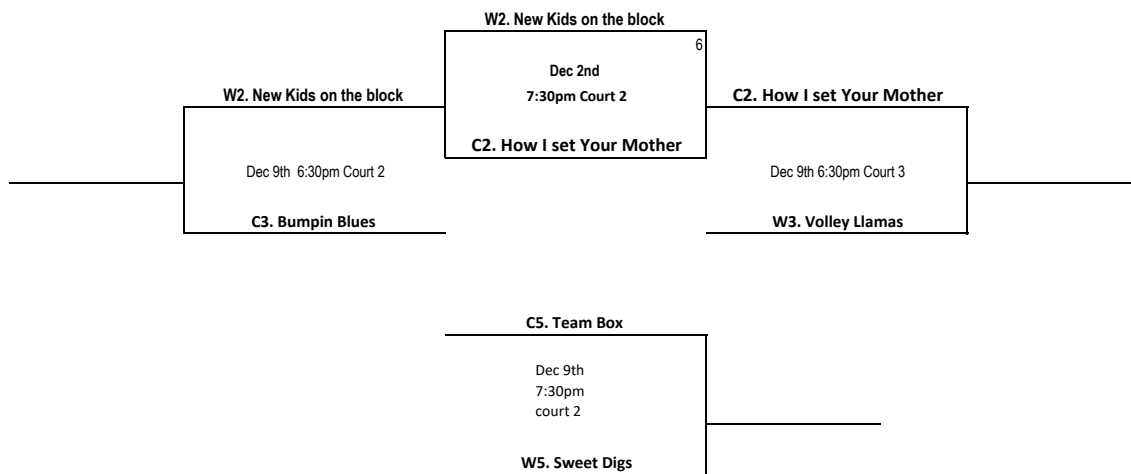 W2. New Kids on the block
6
Dec 2nd
W2. New Kids on the block
7:30pm Court 2
C2. How I set Your Mother
C2. How I set Your Mother
Dec 9th 6:30pm Court 2
Dec 9th 6:30pm Court 3
C3. Bumpin Blues
W3. Volley Llamas
C5. Team Box
Dec 9th
7:30pm
court 2
W5. Sweet Digs